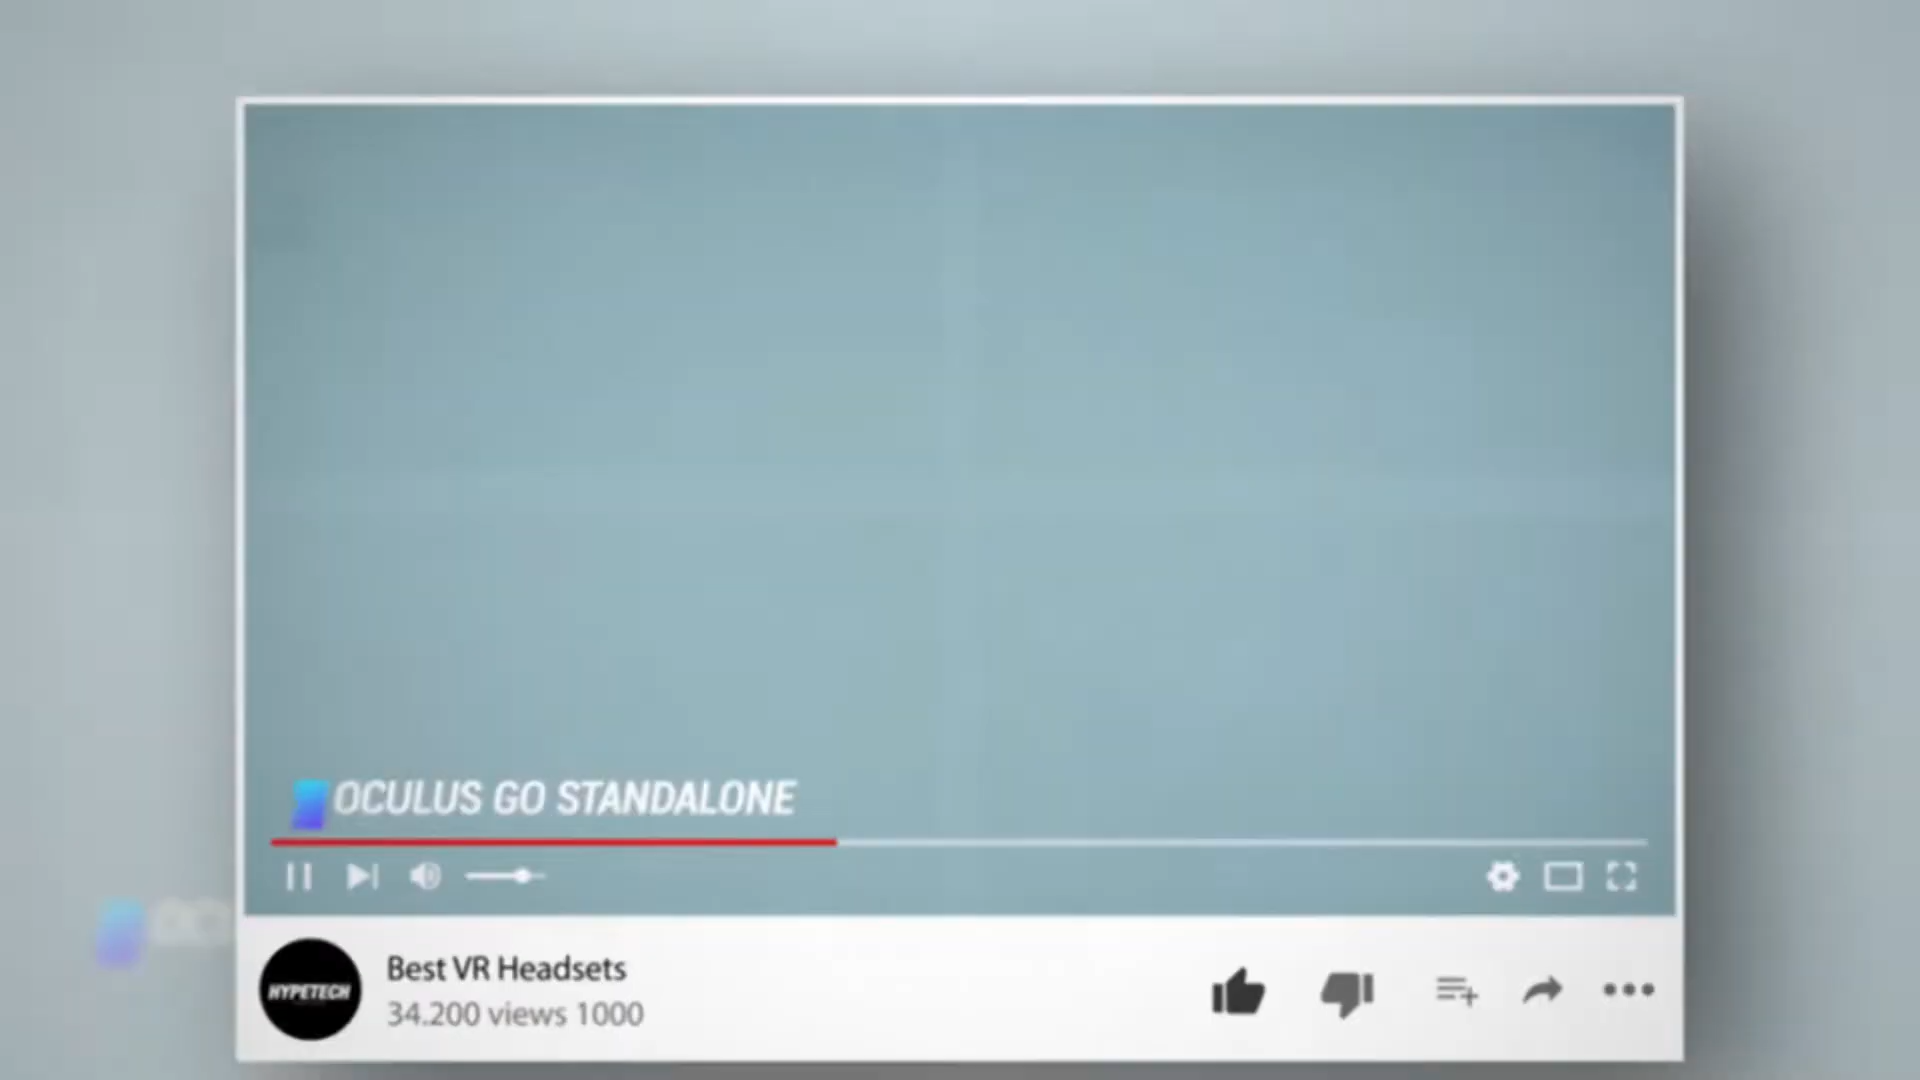 OCULUS GO STANDALONE
HYPETECH
Best VR Headsets
34.200 views 1000